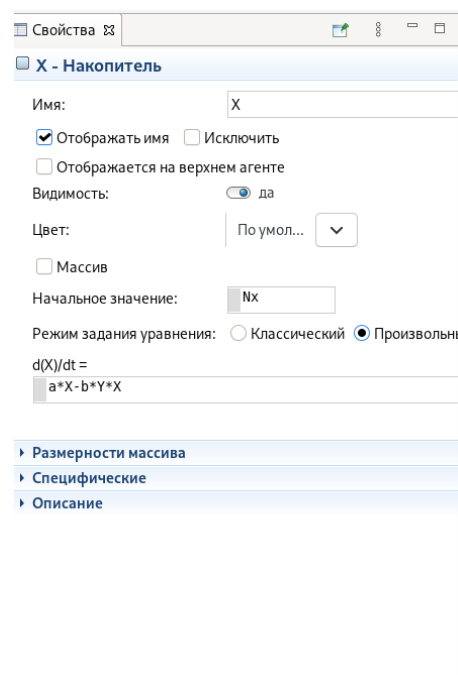 Свойства
X - Накопитель
Имя: X
Отображать имя Исключить
Отображается на верхнем агенте
Видимость: да
Цвет: По умол...
Массив
Начальное значение: Nx
Режим задания уравнения: Классический Произвольнь
d(X)/dt =
a*X-b*Y*X
Размерности массива
Специфические
Описание